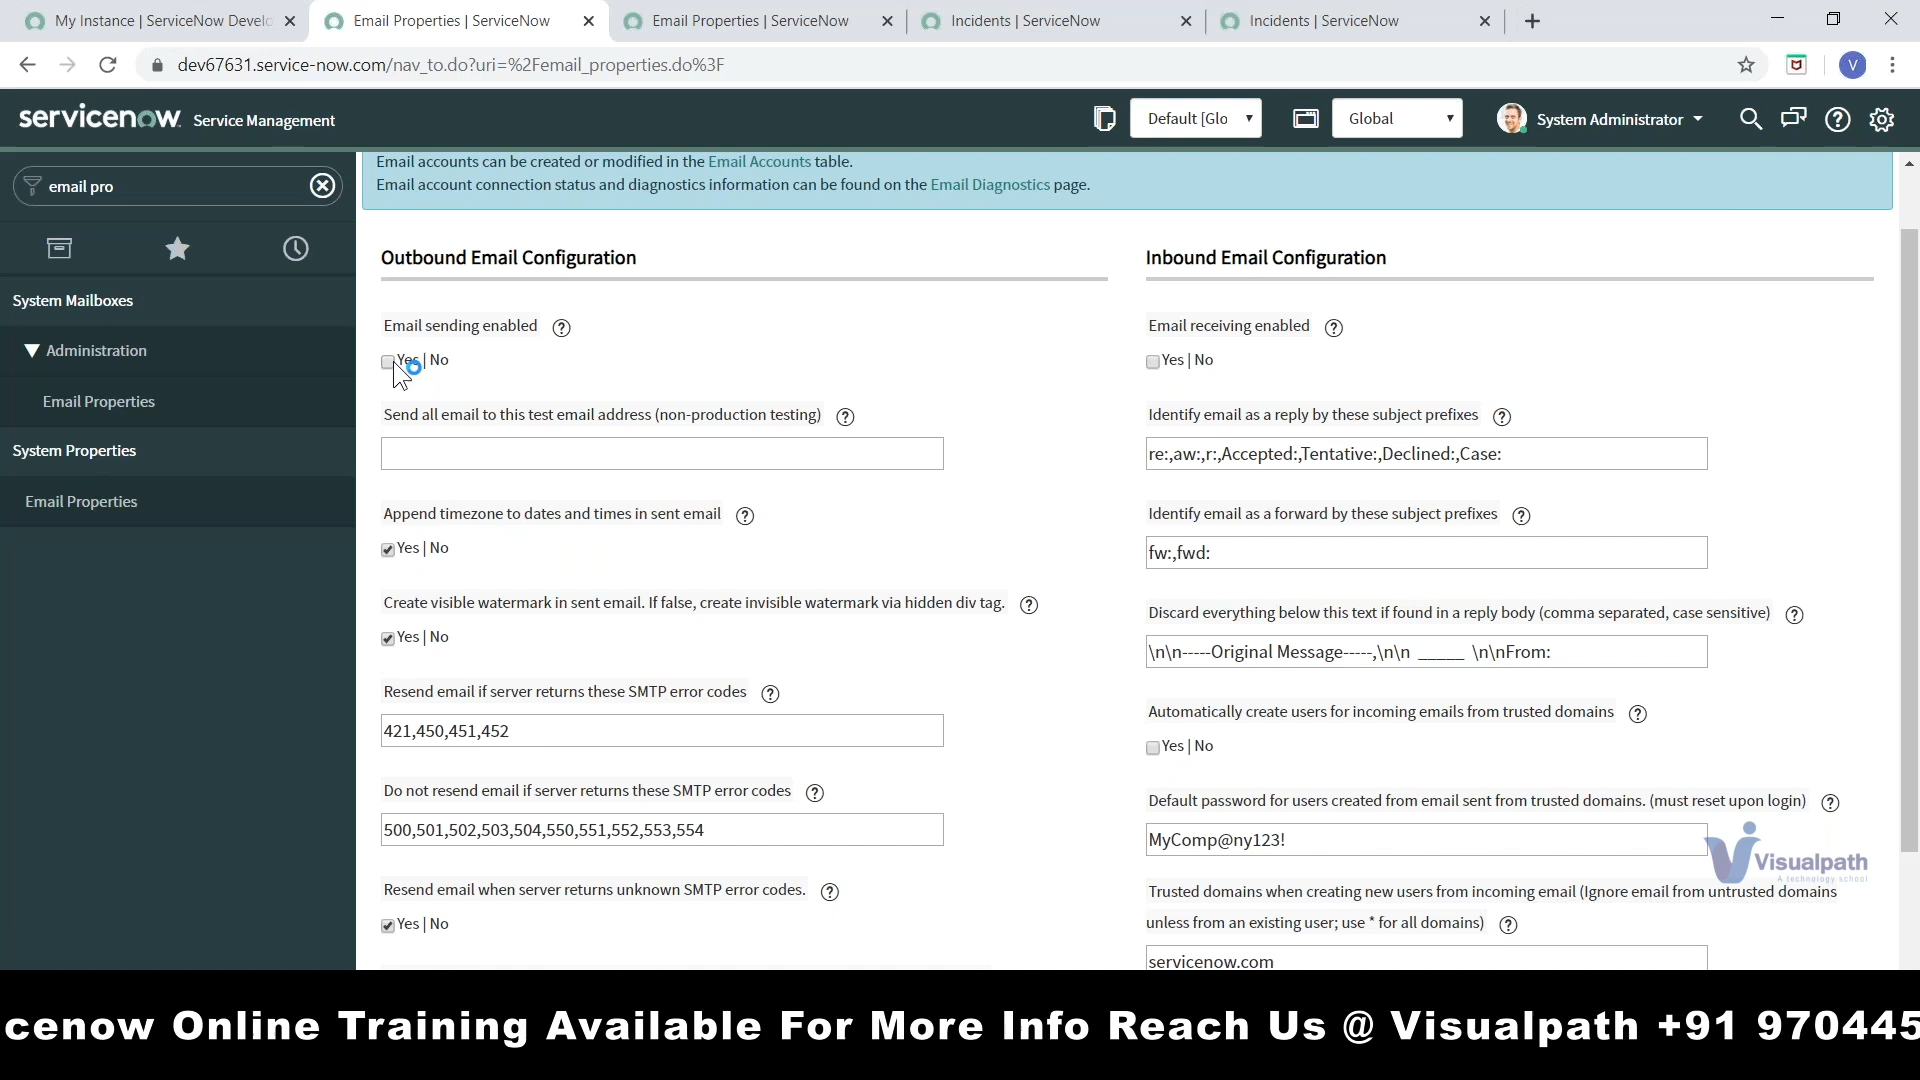 My Instance | ServiceNow Develo
Email Properties | ServiceNow
Email Properties | ServiceNow
Incidents | ServiceNow
Incidents | ServiceNow
dev67631.service-now.com/nav_to.do?uri=%2Femail_properties.do%3F
V
servicenow Service Management
Default [Glo
Global
System Administrator
email pro
System Mailboxes
Administration
Email Properties
System Properties
Email Properties
Email accounts can be created or modified in the Email Accounts table.
Email account connection status and diagnostics information can be found on the Email Diagnostics page.
Outbound Email Configuration
Email sending enabled
Yes | No
Send all email to this test email address (non-production testing)
Append timezone to dates and times in sent email
Yes | No
Create visible watermark in sent email. If false, create invisible watermark via hidden div tag.
Yes | No
Resend email if server returns these SMTP error codes
421,450,451,452
Do not resend email if server returns these SMTP error codes
500,501,502,503,504,550,551,552,553,554
Resend email when server returns unknown SMTP error codes.
Yes | No
Inbound Email Configuration
Email receiving enabled
Yes | No
Identify email as a reply by these subject prefixes
re:,aw:,r:,Accepted:,Tentative:,Declined:,Case:
Identify email as a forward by these subject prefixes
fw:,fwd:
Discard everything below this text if found in a reply body (comma separated, case sensitive)
\n\n-----Original Message-----,\n\n _____ \n\nFrom:
Automatically create users for incoming emails from trusted domains
Yes | No
Default password for users created from email sent from trusted domains. (must reset upon login)
MyComp@ny123!
Trusted domains when creating new users from incoming email (Ignore email from untrusted domains
unless from an existing user; use * for all domains)
servicenow.com
Visualpath
A technology school
cenow Online Training Available For More Info Reach Us @ Visualpath +91 970445